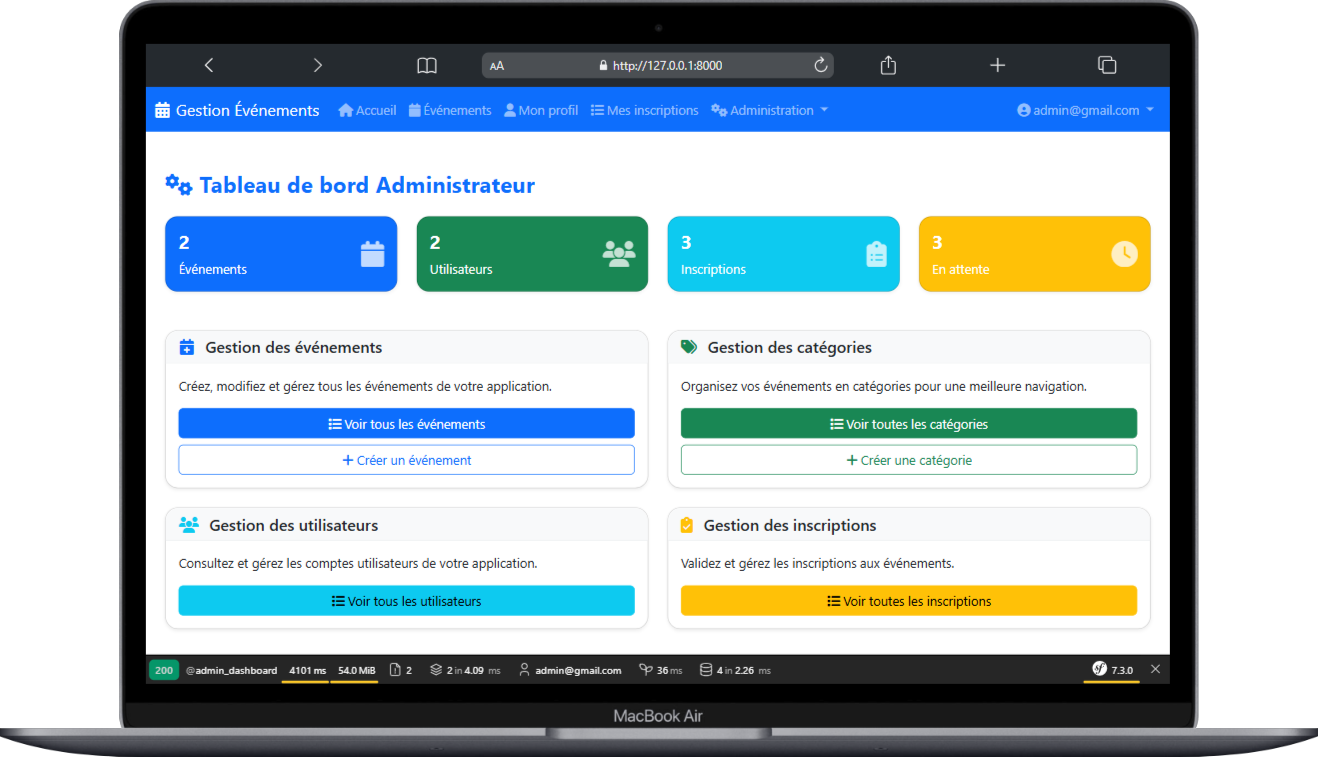 AA http://127.0.0.1:8000
Gestion Événements Accueil Événements Mon profil Mes inscriptions Administration admin@gmail.com
Tableau de bord Administrateur
2
Événements
2
Utilisateurs
3
Inscriptions
3
En attente
Gestion des événements
Créez, modifiez et gérez tous les événements de votre application.
Voir tous les événements
+ Créer un événement
Gestion des catégories
Organisez vos événements en catégories pour une meilleure navigation.
Voir toutes les catégories
+ Créer une catégorie
Gestion des utilisateurs
Consultez et gérez les comptes utilisateurs de votre application.
Voir tous les utilisateurs
Gestion des inscriptions
Validez et gérez les inscriptions aux événements.
Voir toutes les inscriptions
200 @admin_dashboard 4101 ms 54.0 MiB 2 2 in 4.09 ms admin@gmail.com 36 ms 4 in 2.26 ms sf 7.3.0
MacBook Air